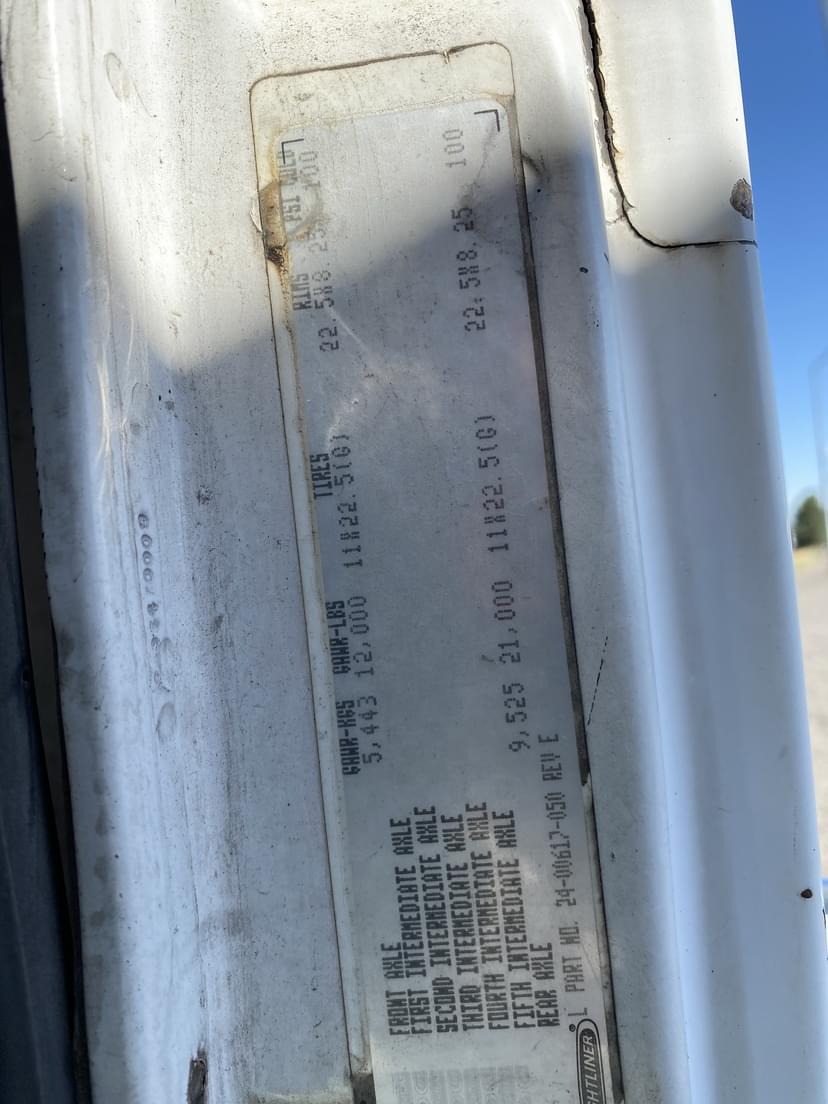 GAWR-KGS GAWR-LBS TIRES RIMS PSI COLD
FRONT AXLE 5,443 12,000 11X22.5(G) 22.5X8.25 100
FIRST INTERMEDIATE AXLE
SECOND INTERMEDIATE AXLE
THIRD INTERMEDIATE AXLE
FOURTH INTERMEDIATE AXLE
FIFTH INTERMEDIATE AXLE
REAR AXLE 9,525 21,000 11X22.5(G) 22.5X8.25 100
PART NO. 24-00617-050 REV E